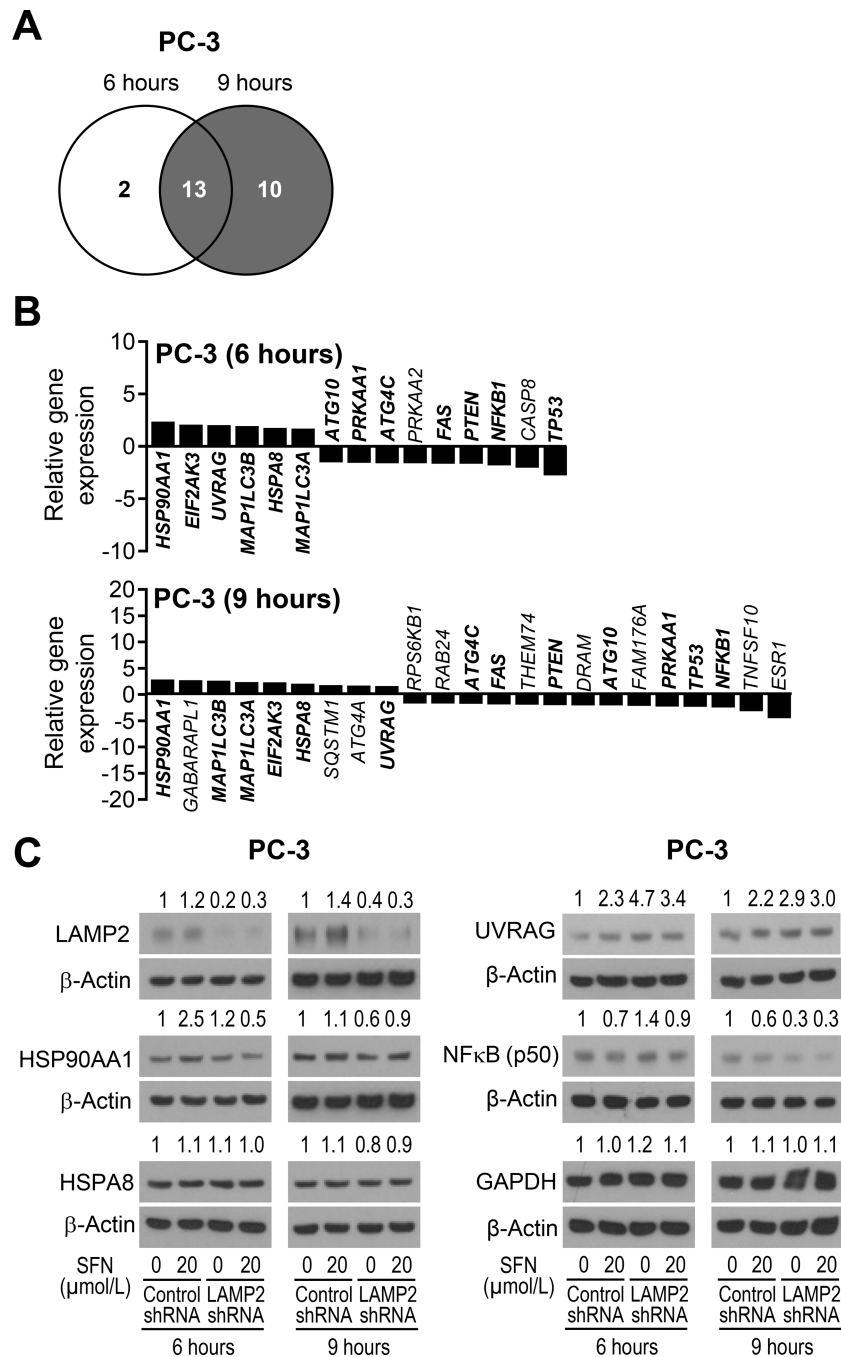 A
PC-3
6 hours 9 hours
2 13 10
B
PC-3 (6 hours)
Relative gene
expression
10
5
0
-5
-10
HSP90AA1
EIF2AK3
UVRAG
MAP1LC3B
HSPA8
MAP1LC3A
ATG10
PRKAA1
ATG4C
PRKAA2
FAS
PTEN
NFKB1
CASP8
TP53
PC-3 (9 hours)
Relative gene
expression
20
15
10
5
0
-5
-10
-15
-20
HSP90AA1
GABARAPL1
MAP1LC3B
MAP1LC3A
EIF2AK3
HSPA8
SQSTM1
ATG4A
UVRAG
RPS6KB1
RAB24
ATG4C
FAS
THEM74
PTEN
DRAM
ATG10
FAM176A
PRKAA1
TP53
NFKB1
TNFSF10
ESR1
C
PC-3
1 1.2 0.2 0.3 1 1.4 0.4 0.3
LAMP2
β-Actin
1 2.5 1.2 0.5 1 1.1 0.6 0.9
HSP90AA1
β-Actin
1 1.1 1.1 1.0 1 1.1 0.8 0.9
HSPA8
β-Actin
SFN 0 20 0 20 0 20 0 20
(μmol/L)
Control LAMP2 Control LAMP2
shRNA shRNA shRNA shRNA
6 hours 9 hours
PC-3
1 2.3 4.7 3.4 1 2.2 2.9 3.0
UVRAG
β-Actin
1 0.7 1.4 0.9 1 0.6 0.3 0.3
NFκB (p50)
β-Actin
1 1.0 1.2 1.1 1 1.1 1.0 1.1
GAPDH
β-Actin
SFN 0 20 0 20 0 20 0 20
(μmol/L)
Control LAMP2 Control LAMP2
shRNA shRNA shRNA shRNA
6 hours 9 hours